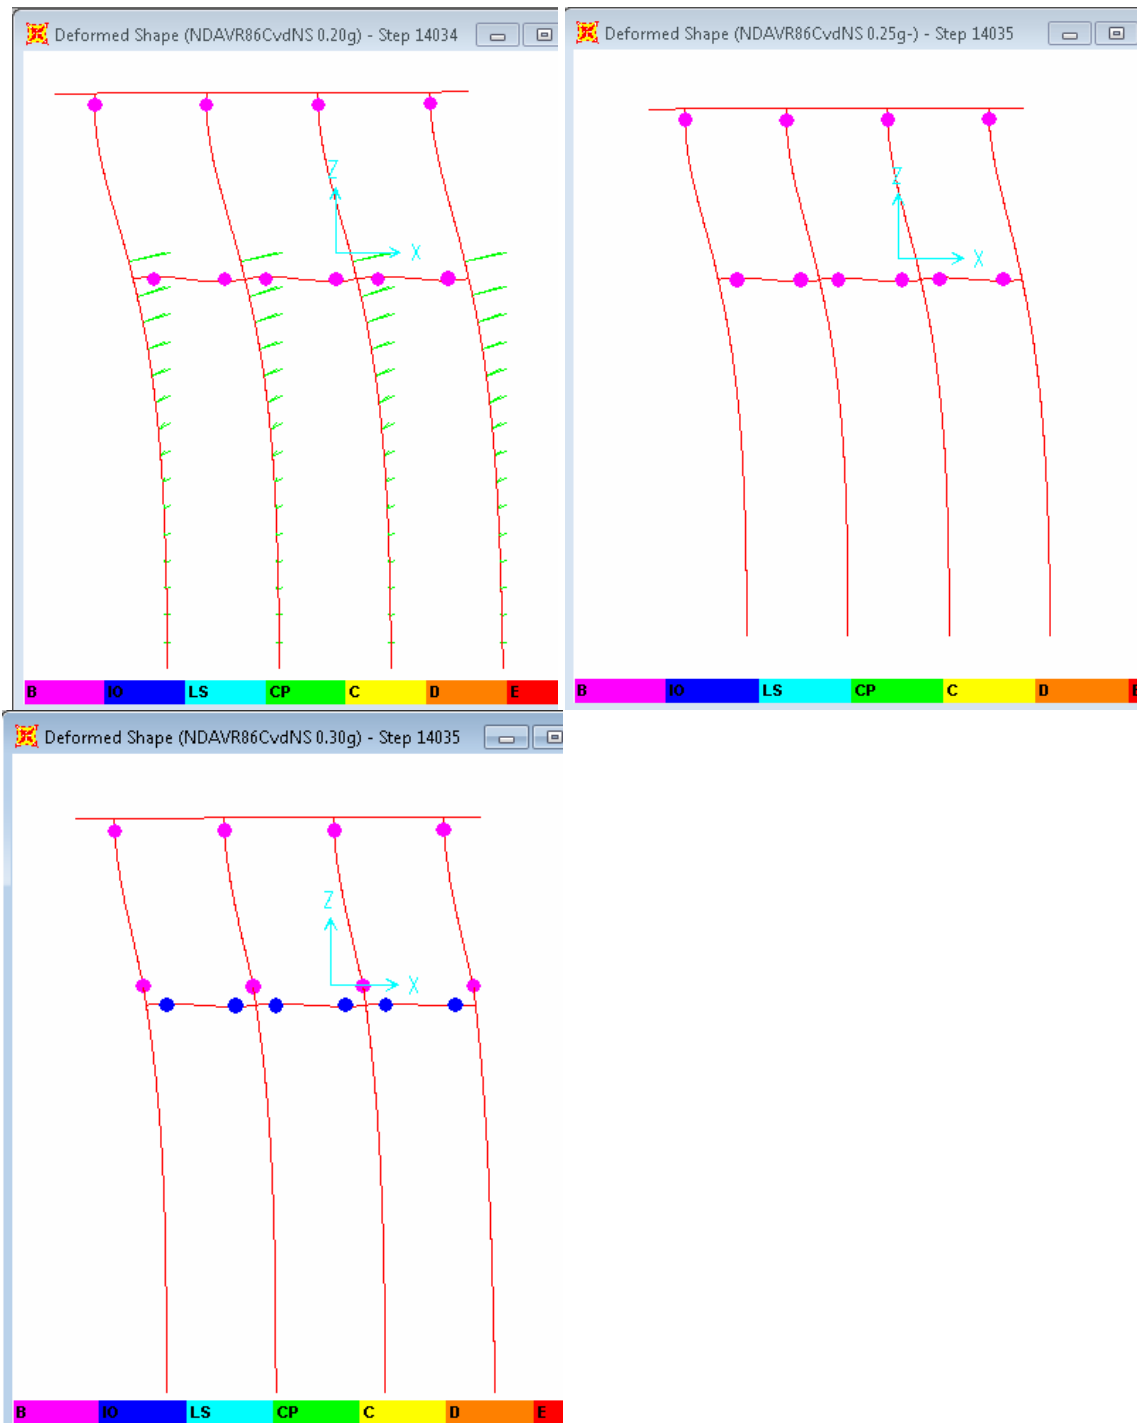 Deformed Shape (NDAVR86CvdNS 0.20g) - Step 14034
Z
X
B IO LS CP C D E
Deformed Shape (NDAVR86CvdNS 0.25g-) - Step 14035
Z
X
B IO LS CP C D E
Deformed Shape (NDAVR86CvdNS 0.30g) - Step 14035
Z
X
B IO LS CP C D E